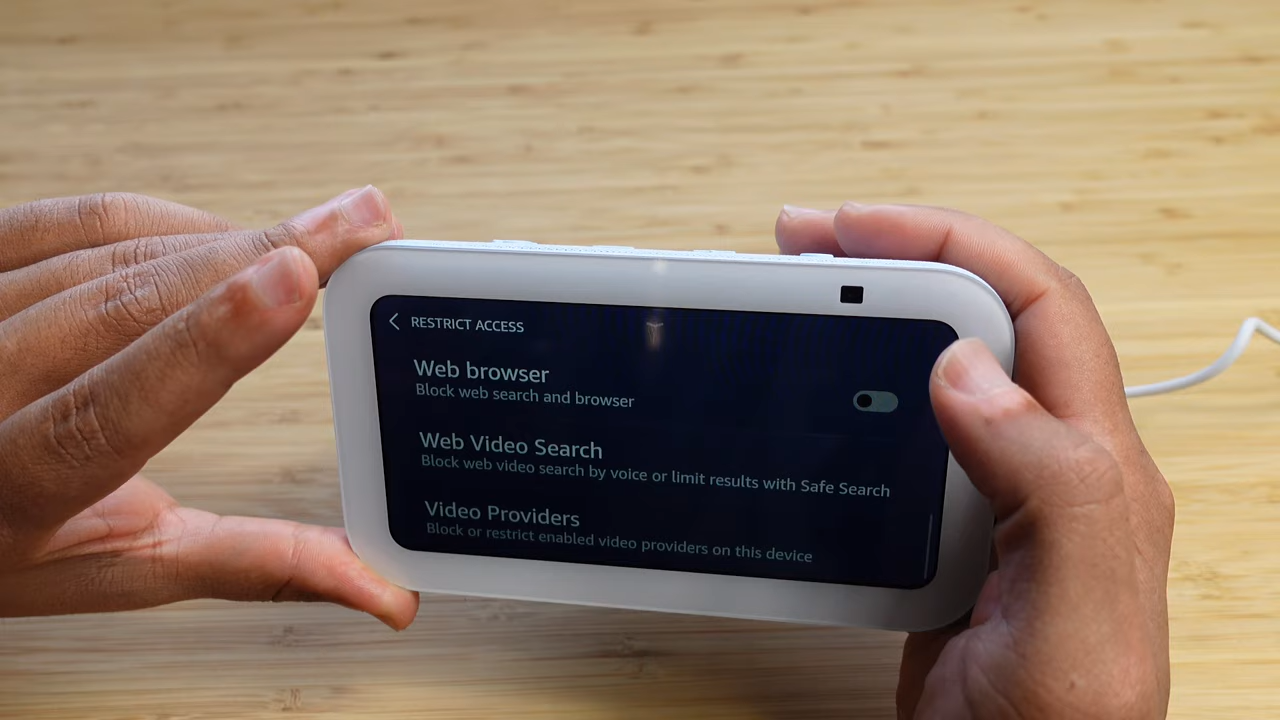 RESTRICT ACCESS
Web browser
Block web search and browser
Web Video Search
Block web video search by voice or limit results with Safe Search
Video Providers
Block or restrict enabled video providers on this device